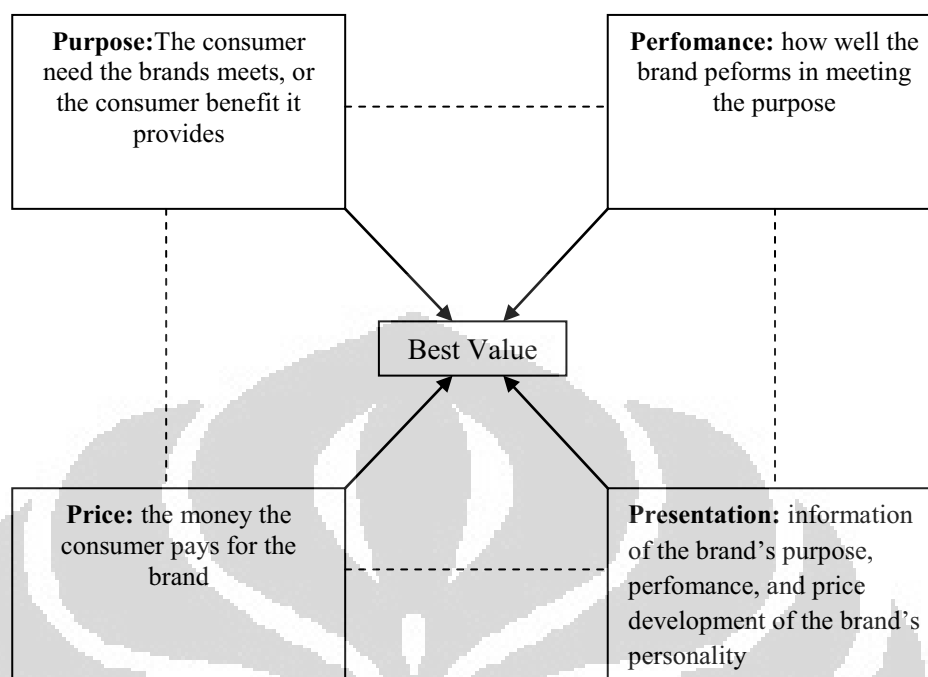 Purpose:The consumer
need the brands meets, or
the consumer benefit it
provides
Perfomance: how well the
brand peforms in meeting
the purpose
Best Value
Price: the money the
consumer pays for the
brand
Presentation: information
of the brand’s purpose,
perfomance, and price
development of the brand’s
personality